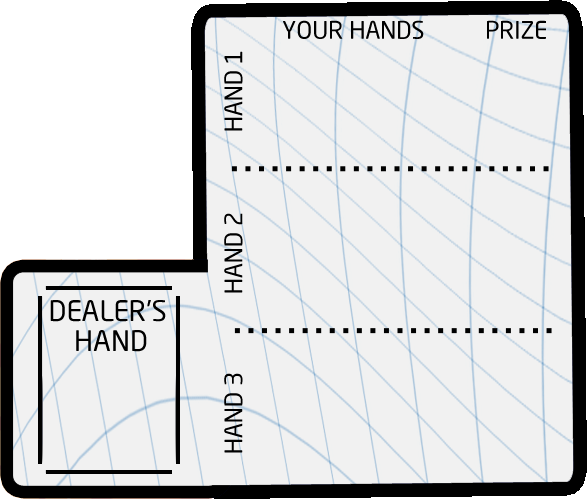 YOUR HANDS PRIZE
HAND 1
HAND 2
HAND 3
DEALER'S
HAND